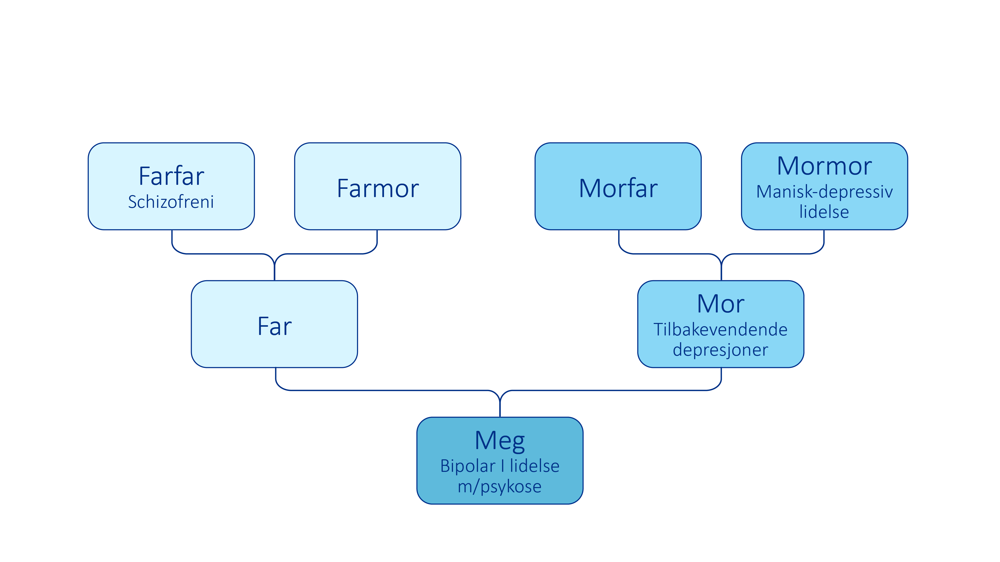 Farfar
Schizofreni
Farmor
Morfar
Mormor
Manisk-depressiv
lidelse
Far
Mor
Tilbakevendende
depresjoner
Meg
Bipolar I lidelse
m/psykose